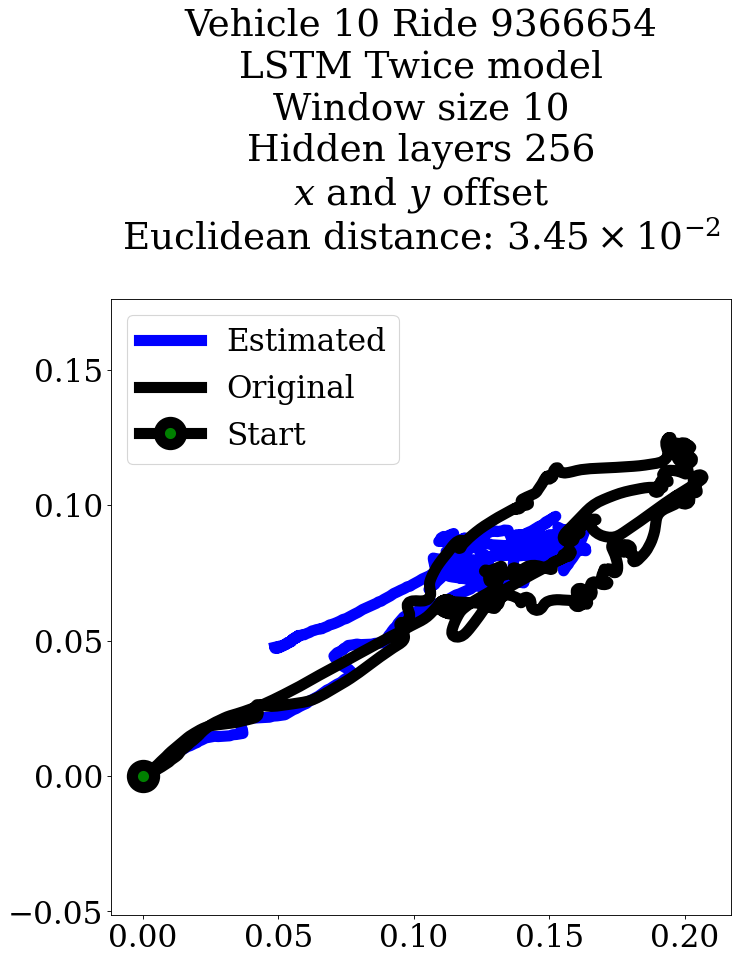 Vehicle 10 Ride 9366654
LSTM Twice model
Window size 10
Hidden layers 256
x and y offset
Euclidean distance: 3.45 × 10⁻²
Estimated
Original
Start
0.15
0.10
0.05
0.00
−0.05
0.00 0.05 0.10 0.15 0.20